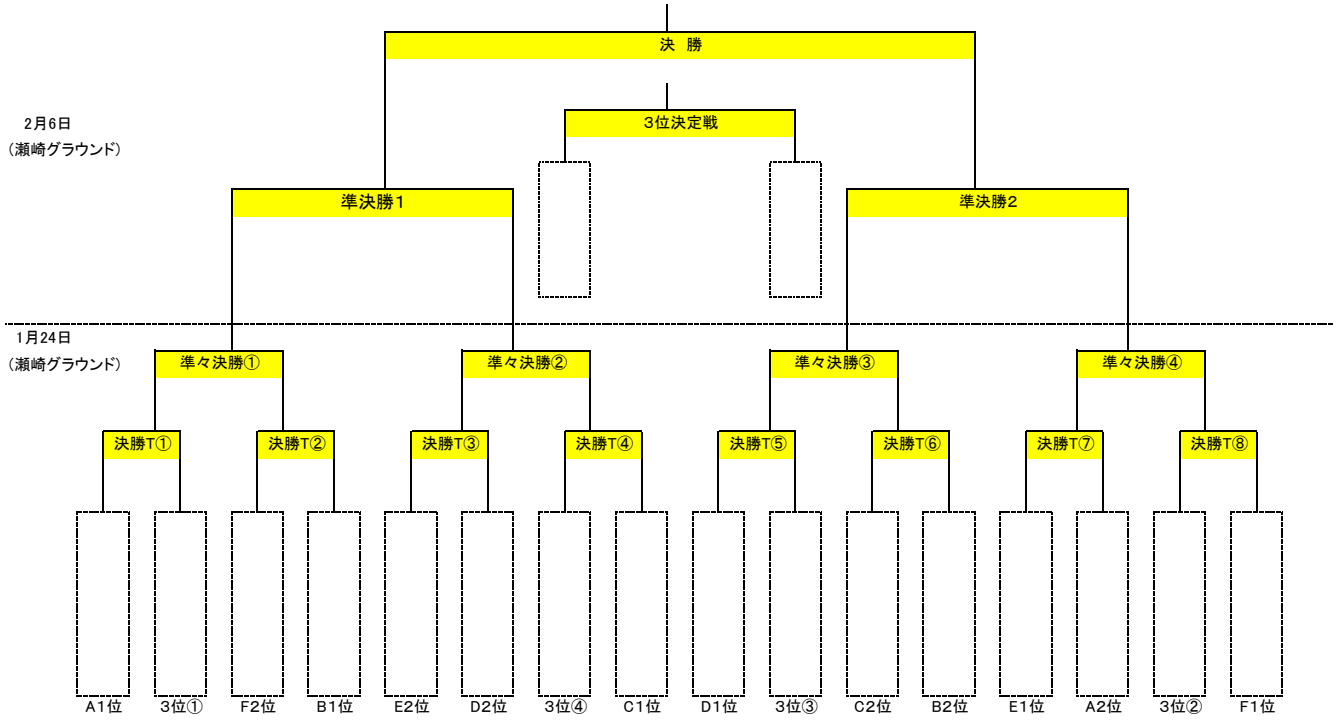 決 勝
2月6日
(瀬崎グラウンド)
3位決定戦
準決勝1
準決勝2
1月24日
(瀬崎グラウンド)
準々決勝①
準々決勝②
準々決勝③
準々決勝④
決勝T①
決勝T②
決勝T③
決勝T④
決勝T⑤
決勝T⑥
決勝T⑦
決勝T⑧
A1位
3位①
F2位
B1位
E2位
D2位
3位④
C1位
D1位
3位③
C2位
B2位
E1位
A2位
3位②
F1位